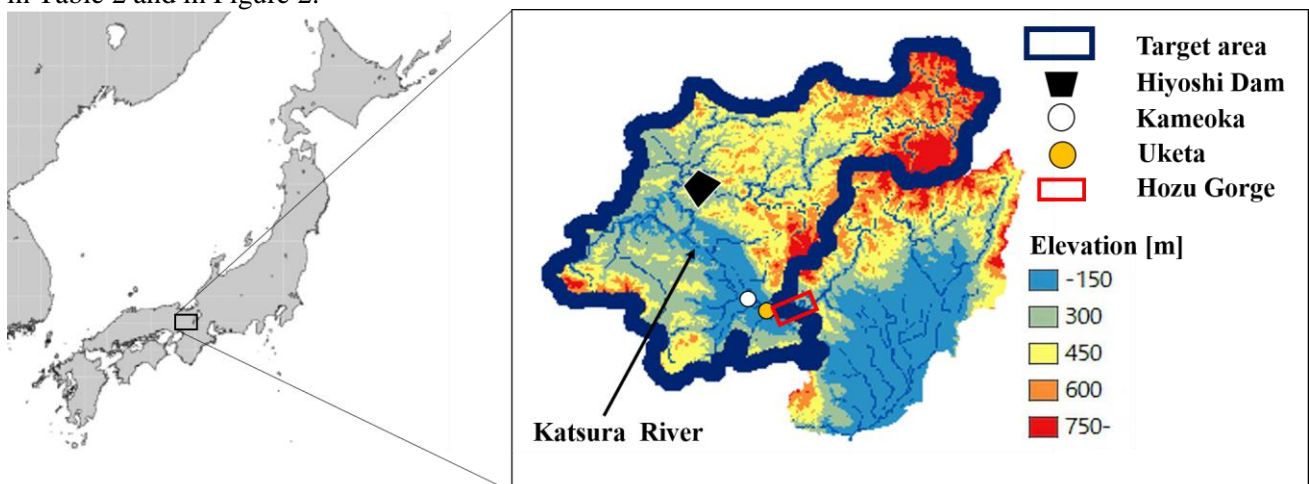 in Table 2 and in Figure 2.
Target area
Hiyoshi Dam
Kameoka
Uketa
Hozu Gorge
Elevation [m]
-150
300
450
600
750-
Katsura River